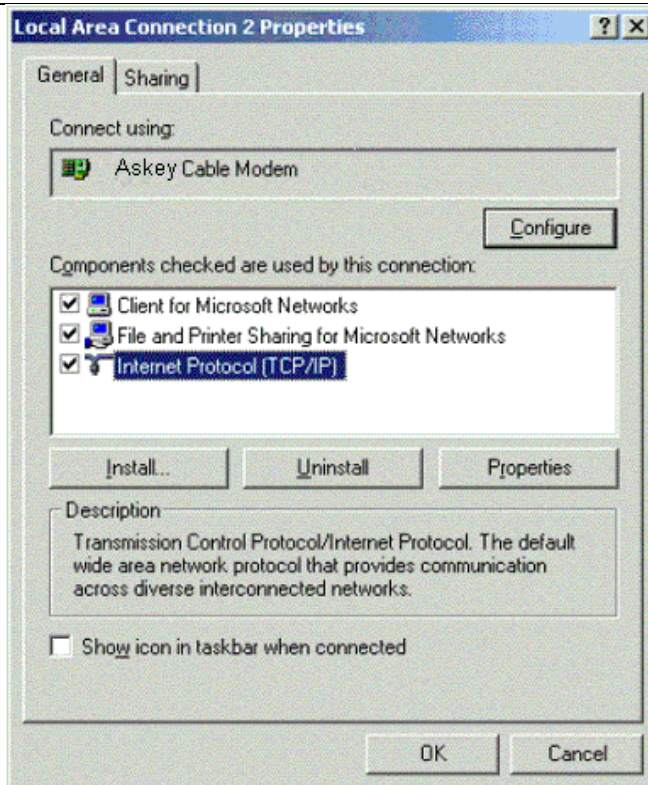 Local Area Connection 2 Properties
General Sharing
Connect using:
Askey Cable Modem
Configure
Components checked are used by this connection:
Client for Microsoft Networks
File and Printer Sharing for Microsoft Networks
Internet Protocol (TCP/IP)
Install... Uninstall Properties
Description
Transmission Control Protocol/Internet Protocol. The default
wide area network protocol that provides communication
across diverse interconnected networks.
Show icon in taskbar when connected
OK Cancel